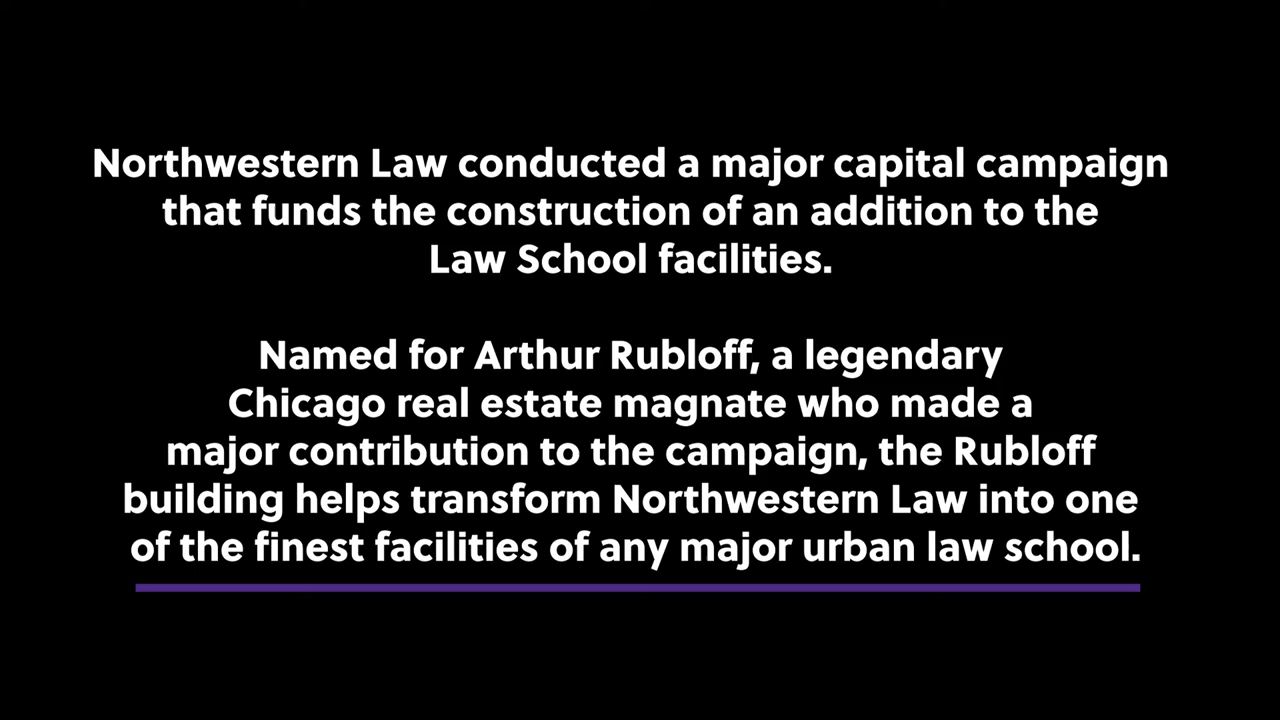 Northwestern Law conducted a major capital campaign
that funds the construction of an addition to the
Law School facilities.
Named for Arthur Rubloff, a legendary
Chicago real estate magnate who made a
major contribution to the campaign, the Rubloff
building helps transform Northwestern Law into one
of the finest facilities of any major urban law school.